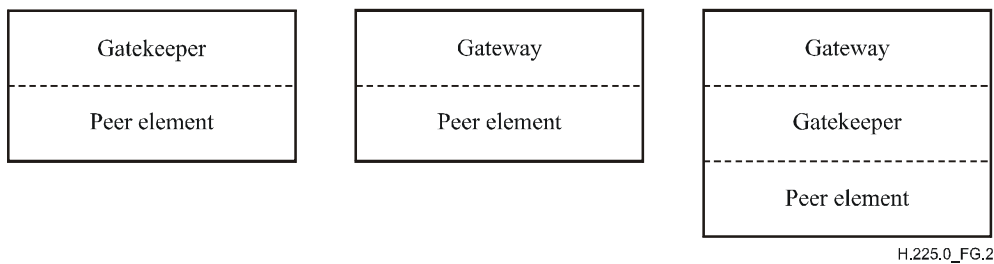 Gatekeeper
Peer element
Gateway
Peer element
Gateway
Gatekeeper
Peer element
H.225.0_FG.2